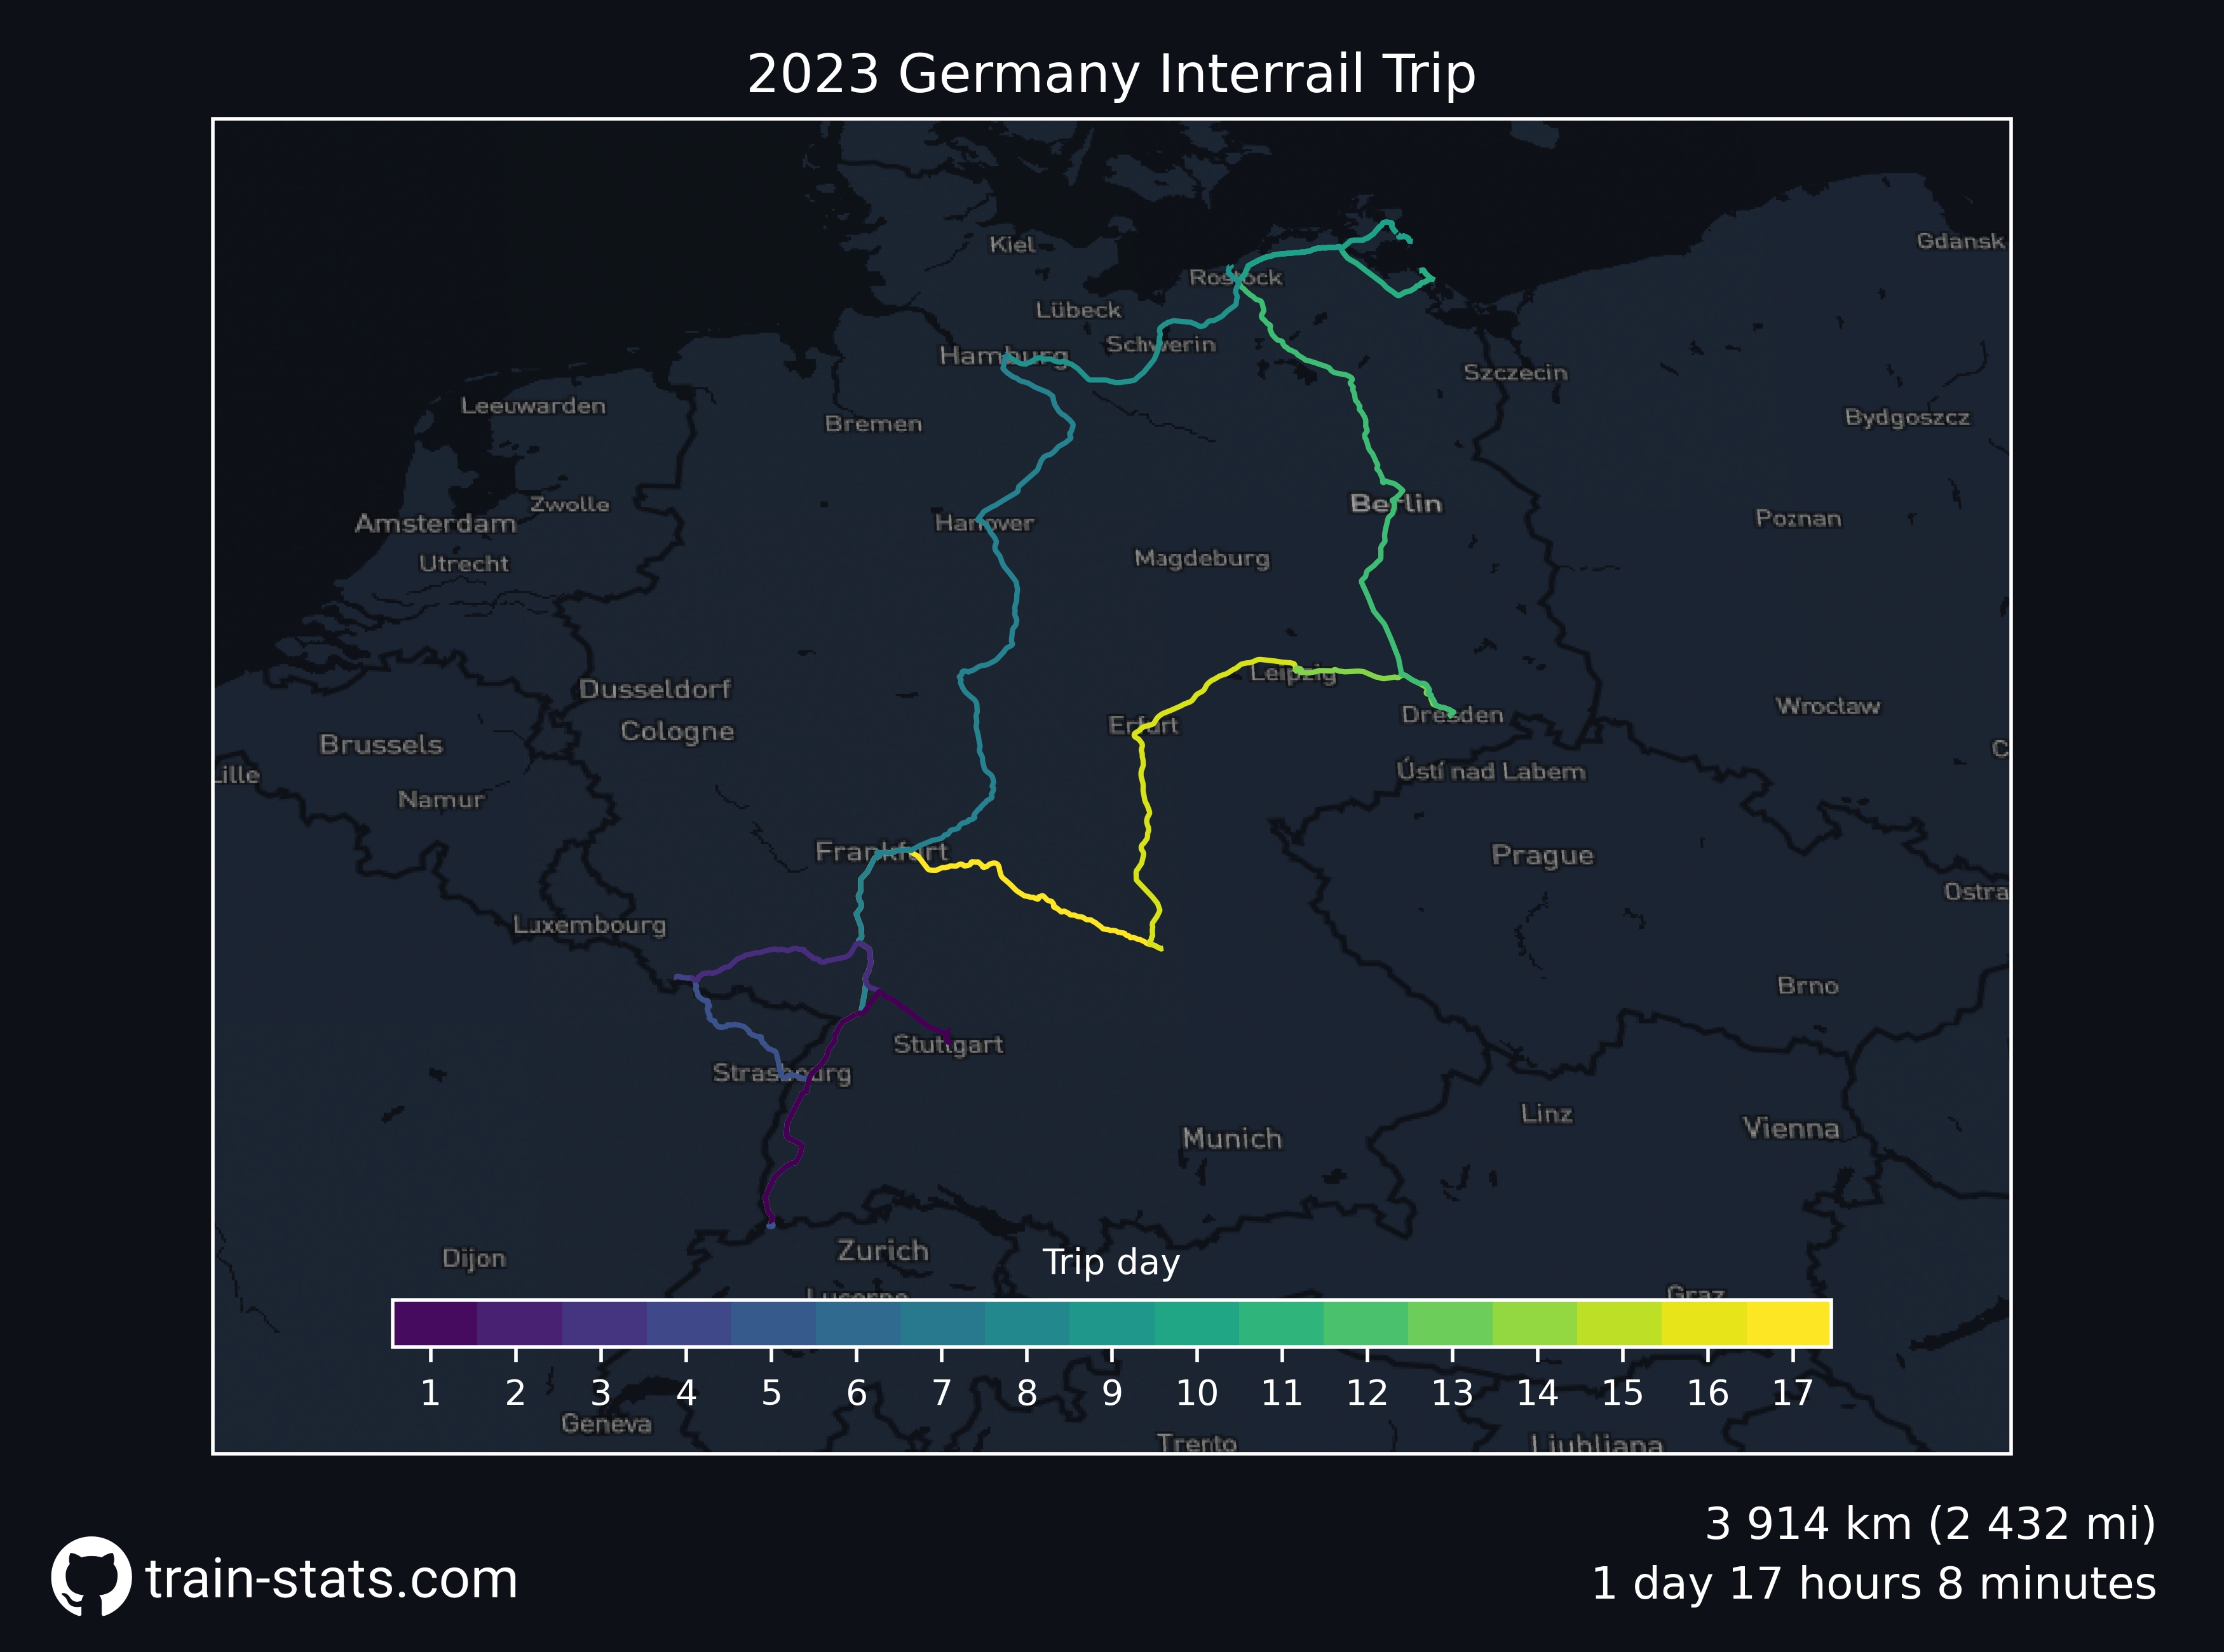 2023 Germany Interrail Trip
Gdansk
Kiel
Rostock
Lübeck
Schwerin
Hamburg
Szczecin
Leeuwarden
Bydgoszcz
Bremen
Zwolle
Berlin
Amsterdam
Hanover
Poznan
Utrecht
Magdeburg
Leipzig
Dusseldorf
Wrocław
Dresden
Erfurt
Cologne
Brussels
C
Lille
Ústí nad Labem
Namur
Frankfurt
Prague
Ostra
Luxembourg
Brno
Stuttgart
Strasbourg
Linz
Vienna
Munich
Zurich
Dijon
Trip day
Lucerne
Graz
1 2 3 4 5 6 7 8 9 10 11 12 13 14 15 16 17
Geneva
Trento
Ljubljana
3 914 km (2 432 mi)
train-stats.com
1 day 17 hours 8 minutes